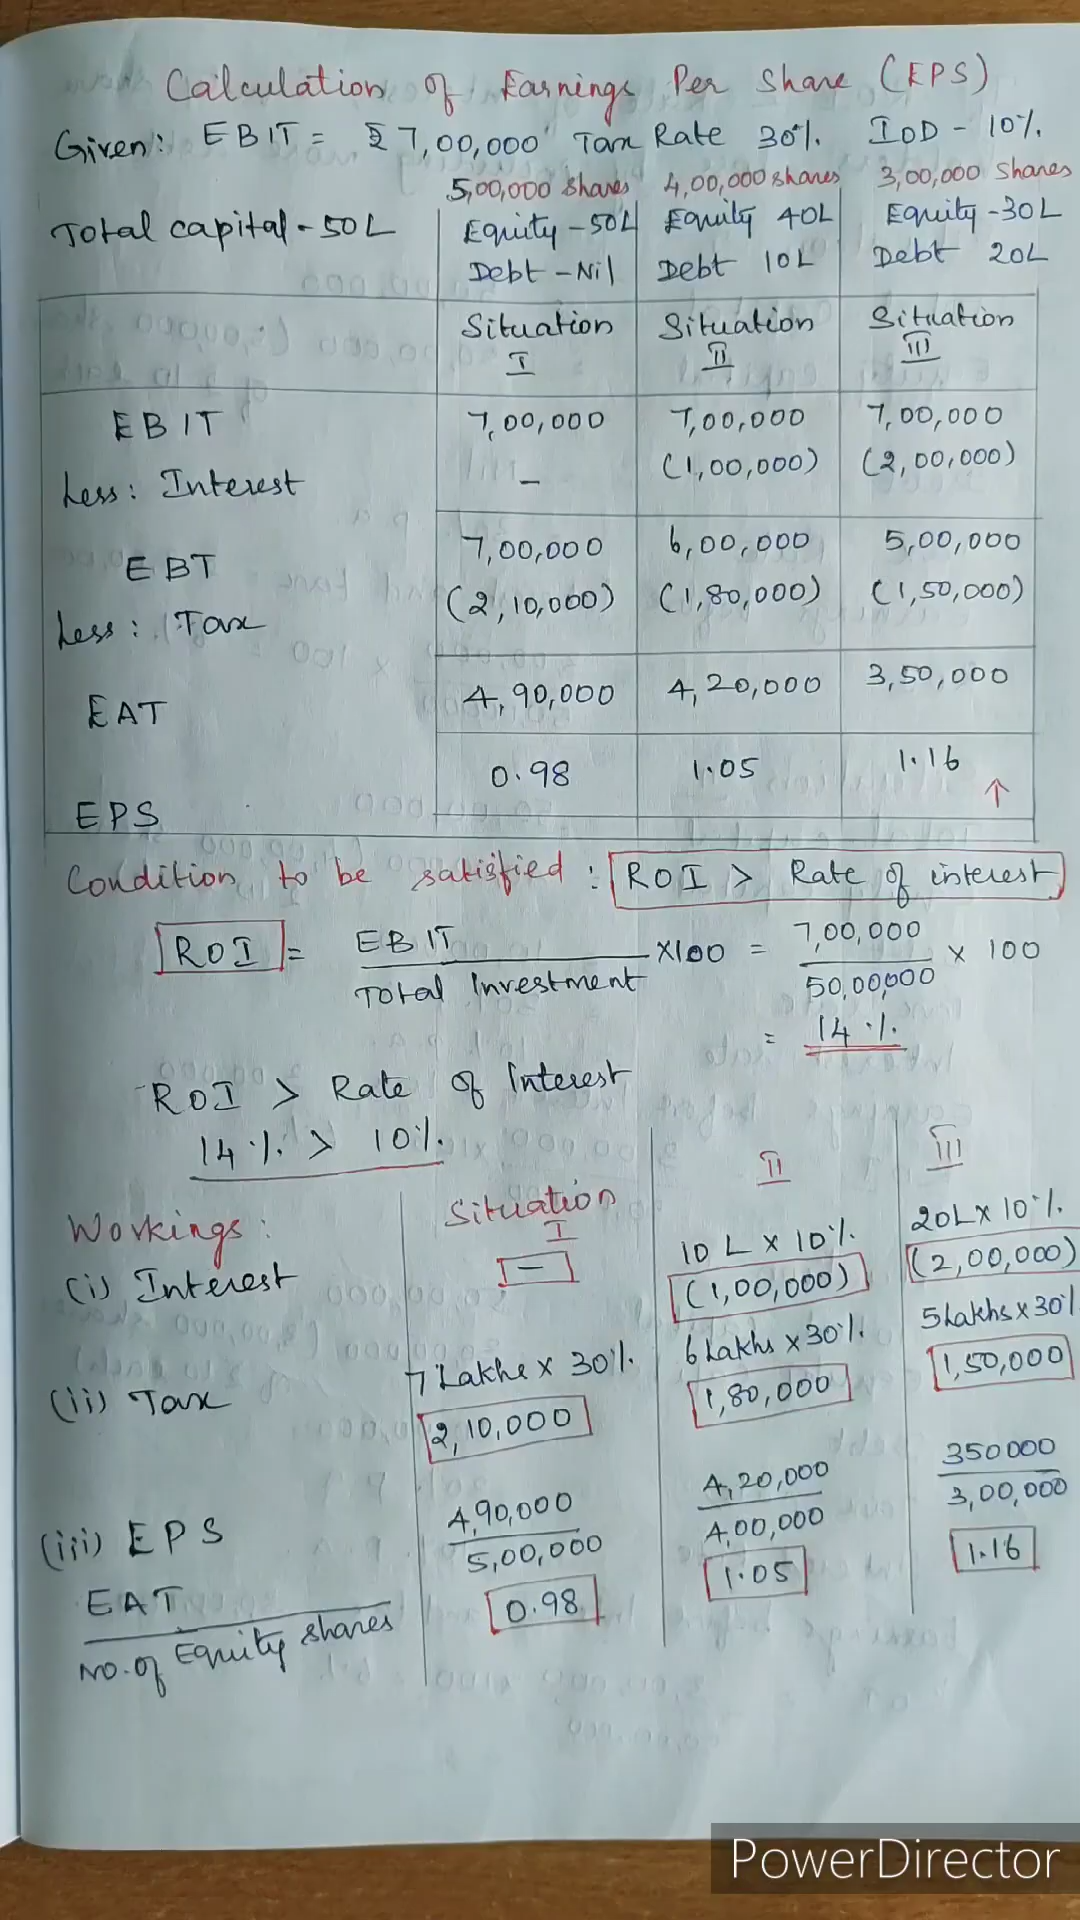 Calculation of Earnings Per Share (EPS)
Given: EBIT = ₹ 7,00,000 Tax Rate 30% IOD - 10%
5,00,000 shares 4,00,000 shares 3,00,000 shares
Total capital - 50L Equity - 50L Equity 40L Equity - 30L
Debt - Nil Debt 10L Debt 20L
Situation Situation Situation
I II III
EBIT 7,00,000 7,00,000 7,00,000
Less: Interest - (1,00,000) (2,00,000)
EBT 7,00,000 6,00,000 5,00,000
Less: Tax (2,10,000) (1,80,000) (1,50,000)
EAT 4,90,000 4,20,000 3,50,000
EPS 0.98 1.05 1.16 ↑
Condition to be satisfied: ROI > Rate of interest
ROI = EBIT / Total Investment ×100 = 7,00,000 / 50,00,000 × 100
= 14%
ROI > Rate of Interest
14% > 10%
Workings: Situation I II III
(i) Interest - 10 L × 10% 20L × 10%
(1,00,000) (2,00,000)
(ii) Tax 7 Lakhs × 30% 6 Lakhs × 30% 5 Lakhs × 30%
2,10,000 1,80,000 1,50,000
(iii) EPS 4,90,000 / 5,00,000 4,20,000 / 4,00,000 350000 / 3,00,000
EAT / No. of Equity shares 0.98 1.05 1.16
PowerDirector